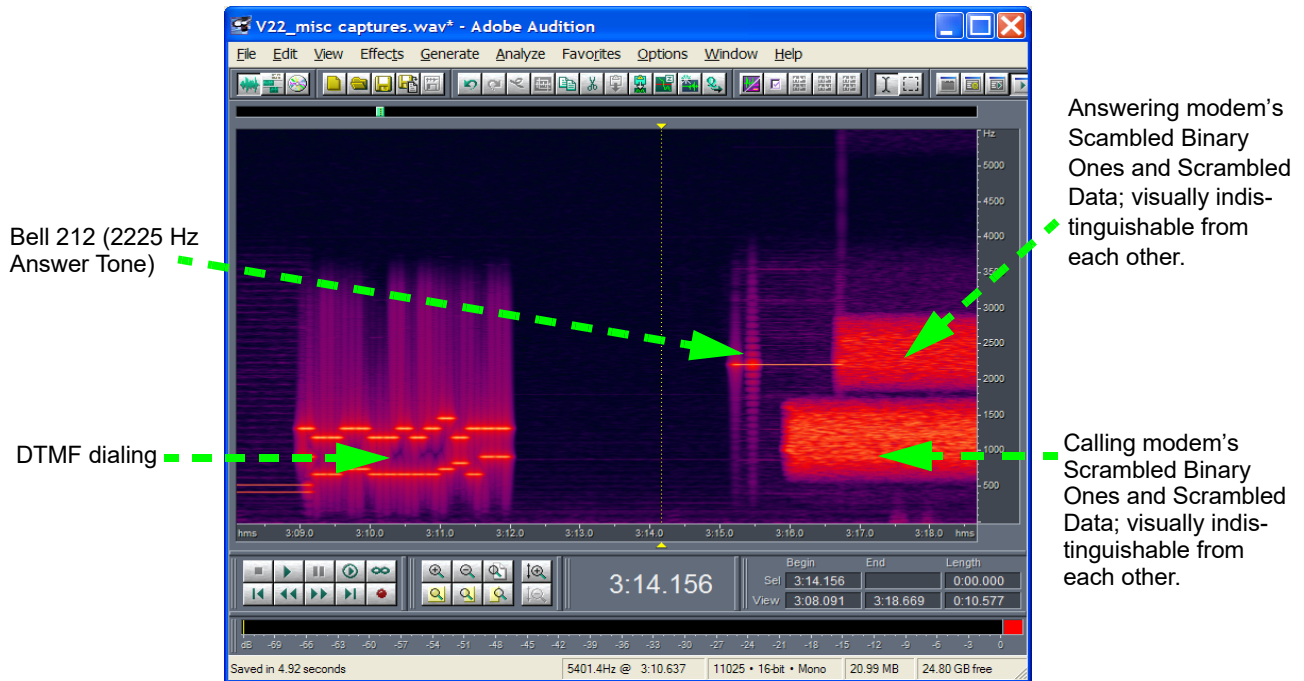 V22_misc captures.wav* - Adobe Audition
File Edit View Effects Generate Analyze Favorites Options Window Help
Hz
5000
4500
4000
3500
3000
2500
2000
1500
1000
500
hms 3:09.0 3:10.0 3:11.0 3:12.0 3:13.0 3:14.0 3:15.0 3:16.0 3:17.0 3:18.0 hms
Bell 212 (2225 Hz
Answer Tone)
DTMF dialing
Answering modem’s
Scambled Binary
Ones and Scrambled
Data; visually indis-
tinguishable from
each other.
Calling modem’s
Scrambled Binary
Ones and Scrambled
Data; visually indis-
tinguishable from
each other.
3:14.156
Begin End Length
Sel 3:14.156 0:00.000
View 3:08.091 3:18.669 0:10.577
dB -69 -66 -63 -60 -57 -54 -51 -48 -45 -42 -39 -36 -33 -30 -27 -24 -21 -18 -15 -12 -9 -6 -3 0
Saved in 4.92 seconds 5401.4Hz @ 3:10.637 11025 • 16-bit • Mono 20.99 MB 24.80 GB free